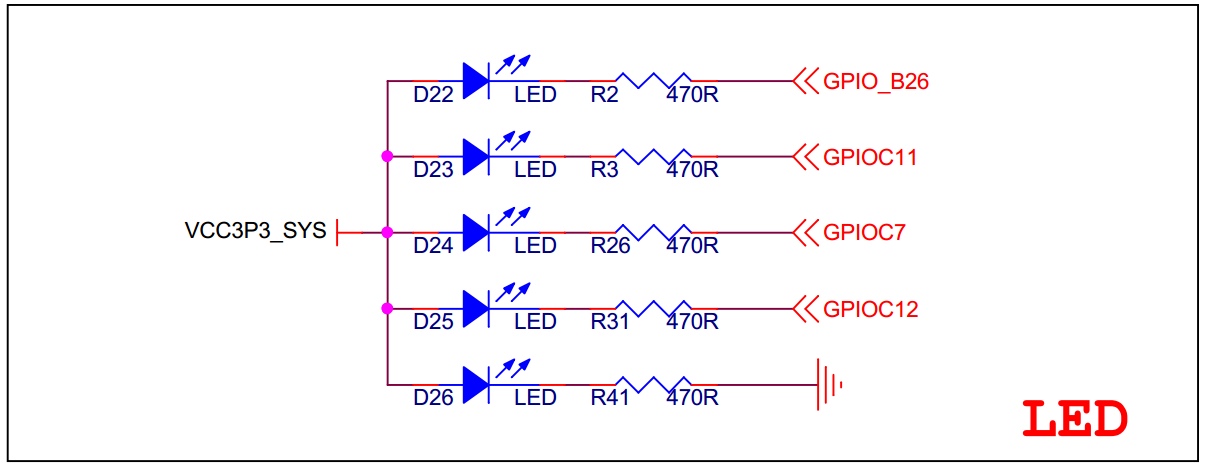 D22 LED R2 470R GPIO_B26
D23 LED R3 470R GPIOC11
VCC3P3_SYS
D24 LED R26 470R GPIOC7
D25 LED R31 470R GPIOC12
D26 LED R41 470R
LED